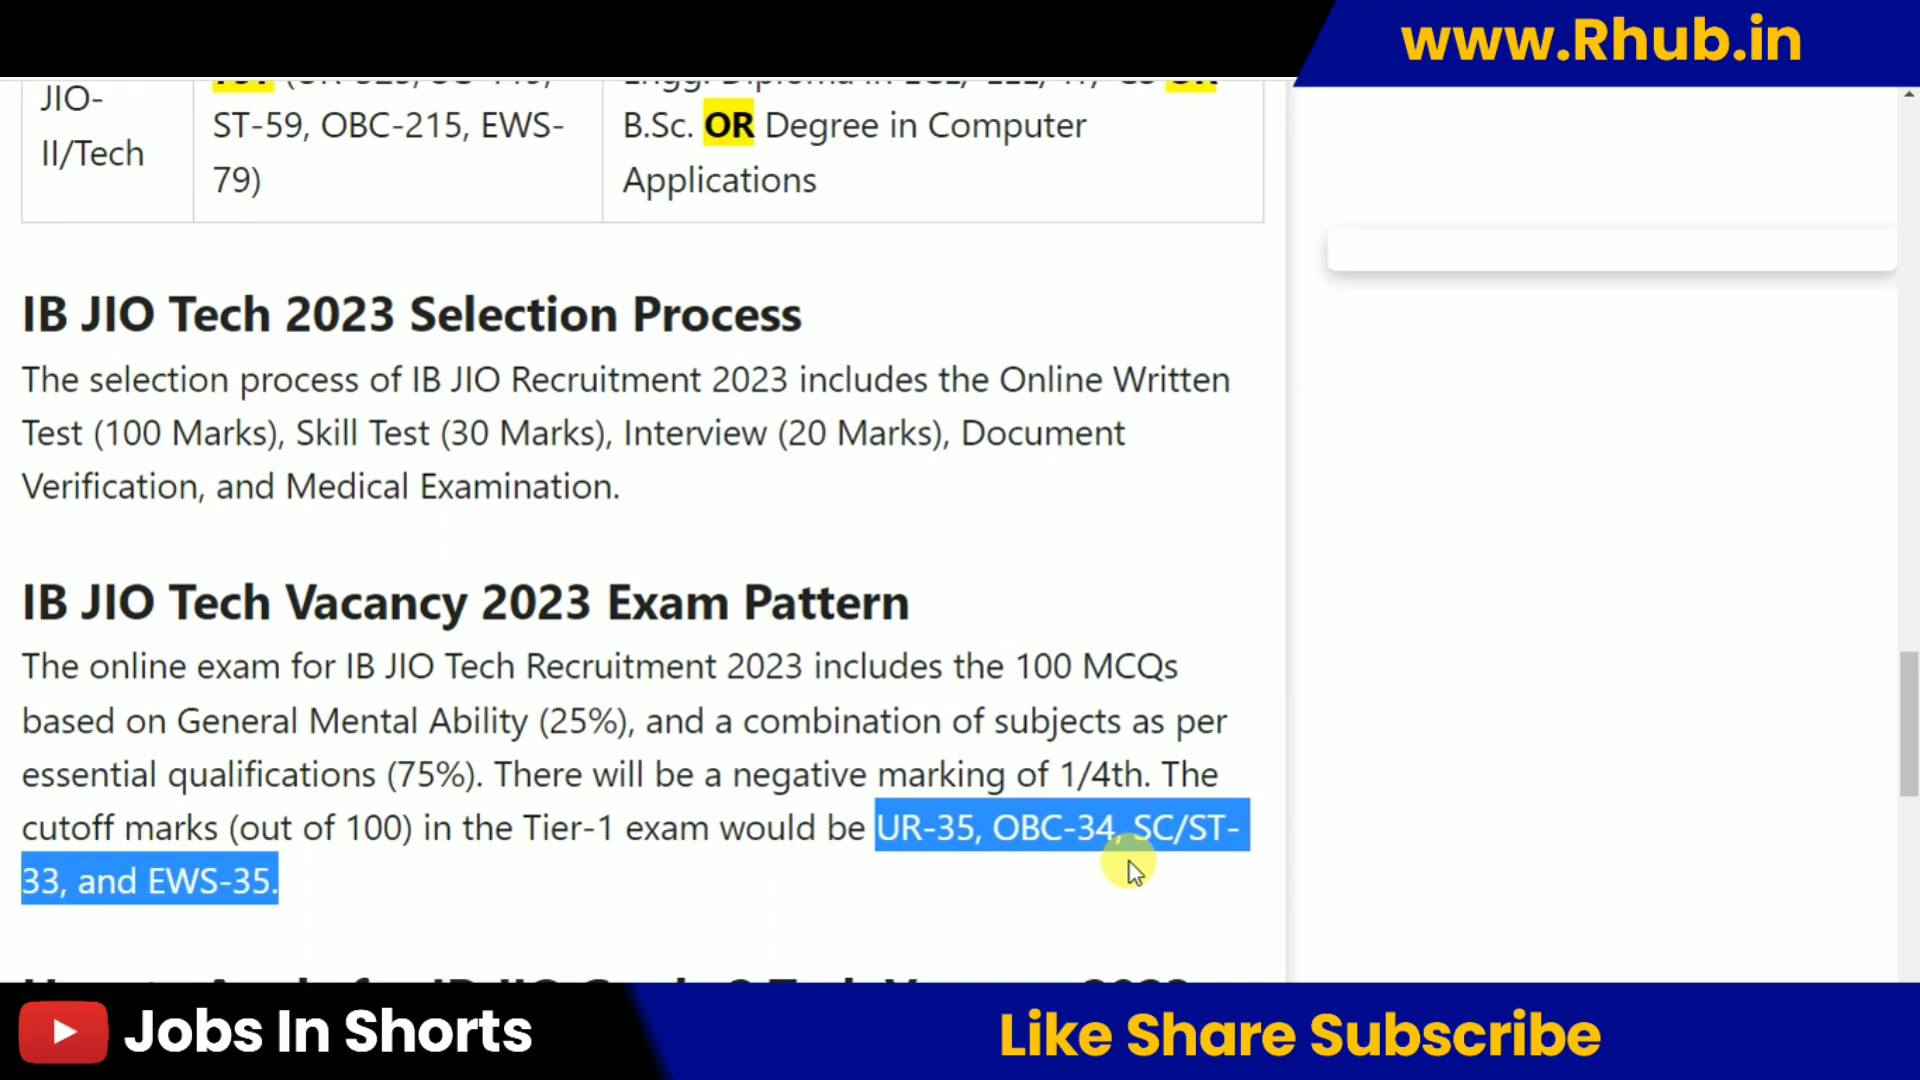 www.Rhub.in
JIO-
II/Tech
ST-59, OBC-215, EWS-
79)
B.Sc. OR Degree in Computer
Applications
IB JIO Tech 2023 Selection Process
The selection process of IB JIO Recruitment 2023 includes the Online Written
Test (100 Marks), Skill Test (30 Marks), Interview (20 Marks), Document
Verification, and Medical Examination.
IB JIO Tech Vacancy 2023 Exam Pattern
The online exam for IB JIO Tech Recruitment 2023 includes the 100 MCQs
based on General Mental Ability (25%), and a combination of subjects as per
essential qualifications (75%). There will be a negative marking of 1/4th. The
cutoff marks (out of 100) in the Tier-1 exam would be UR-35, OBC-34, SC/ST-
33, and EWS-35.
Jobs In Shorts
Like Share Subscribe